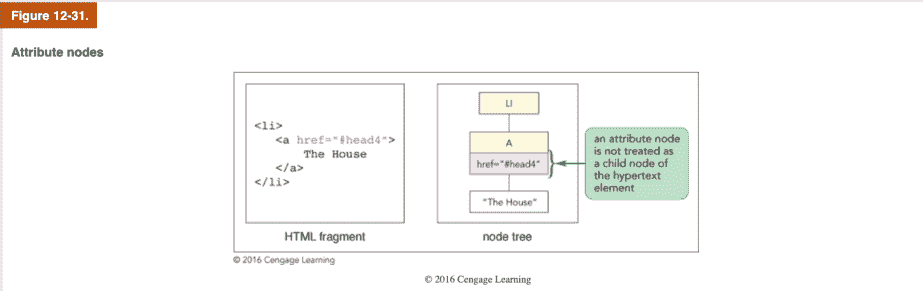 Figure 12-31.
Attribute nodes
<li>
<a href="#head4">
The House
</a>
</li>
HTML fragment
LI
A
href="#head4"
"The House"
node tree
an attribute node
is not treated as
a child node of
the hypertext
element
© 2016 Cengage Learning
© 2016 Cengage Learning